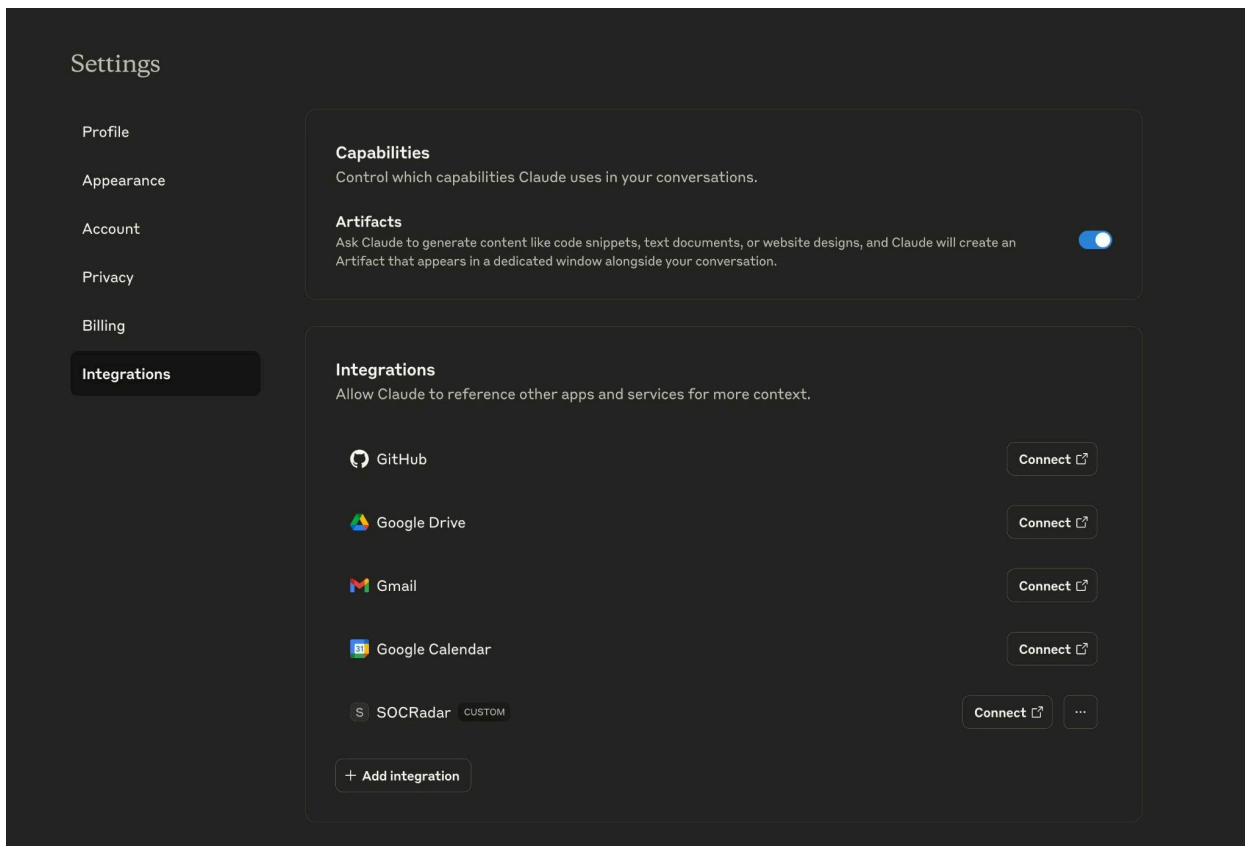 Settings
Profile
Appearance
Account
Privacy
Billing
Integrations
Capabilities
Control which capabilities Claude uses in your conversations.
Artifacts
Ask Claude to generate content like code snippets, text documents, or website designs, and Claude will create an
Artifact that appears in a dedicated window alongside your conversation.
Integrations
Allow Claude to reference other apps and services for more context.
GitHub
Connect
Google Drive
Connect
Gmail
Connect
31
Google Calendar
Connect
S SOCRadar CUSTOM
Connect ...
+ Add integration